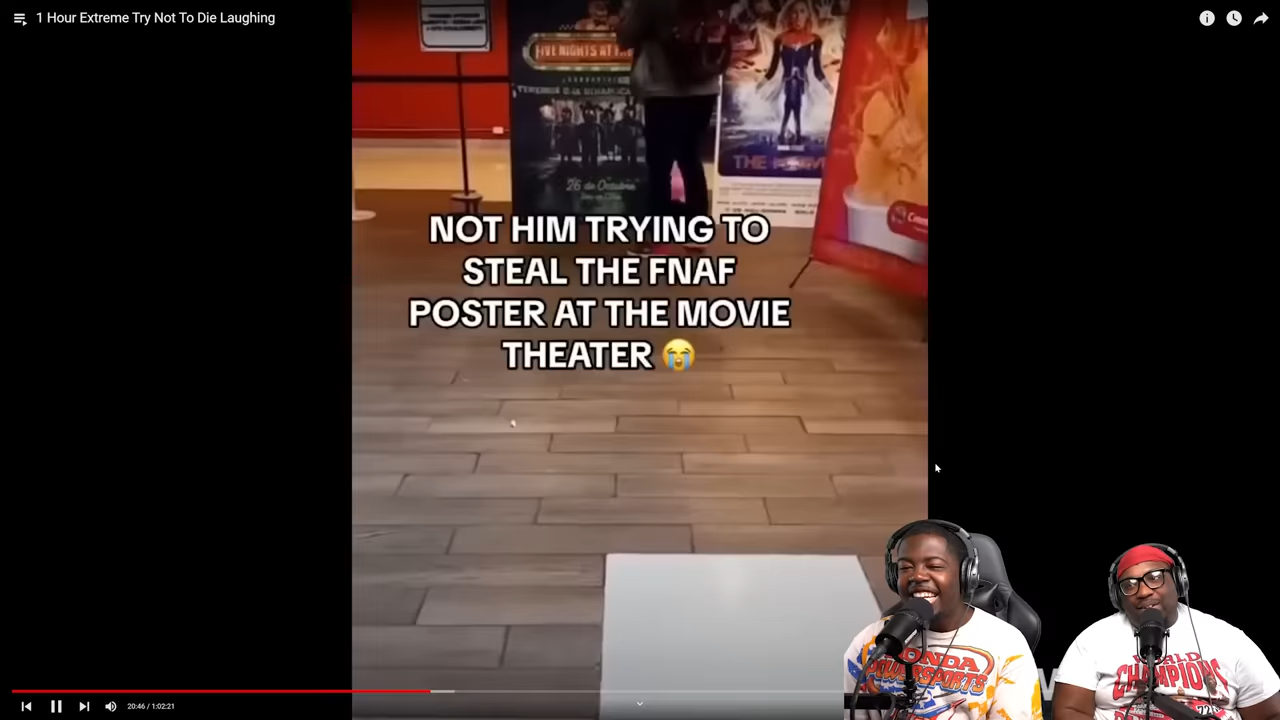 1 Hour Extreme Try Not To Die Laughing
FIVE NIGHTS AT
26 de Octubre
NOT HIM TRYING TO
STEAL THE FNAF
POSTER AT THE MOVIE
THEATER 😭
HONDA
POWERSPORTS
WORLD
CHAMPIONS
20:46 / 1:02:21